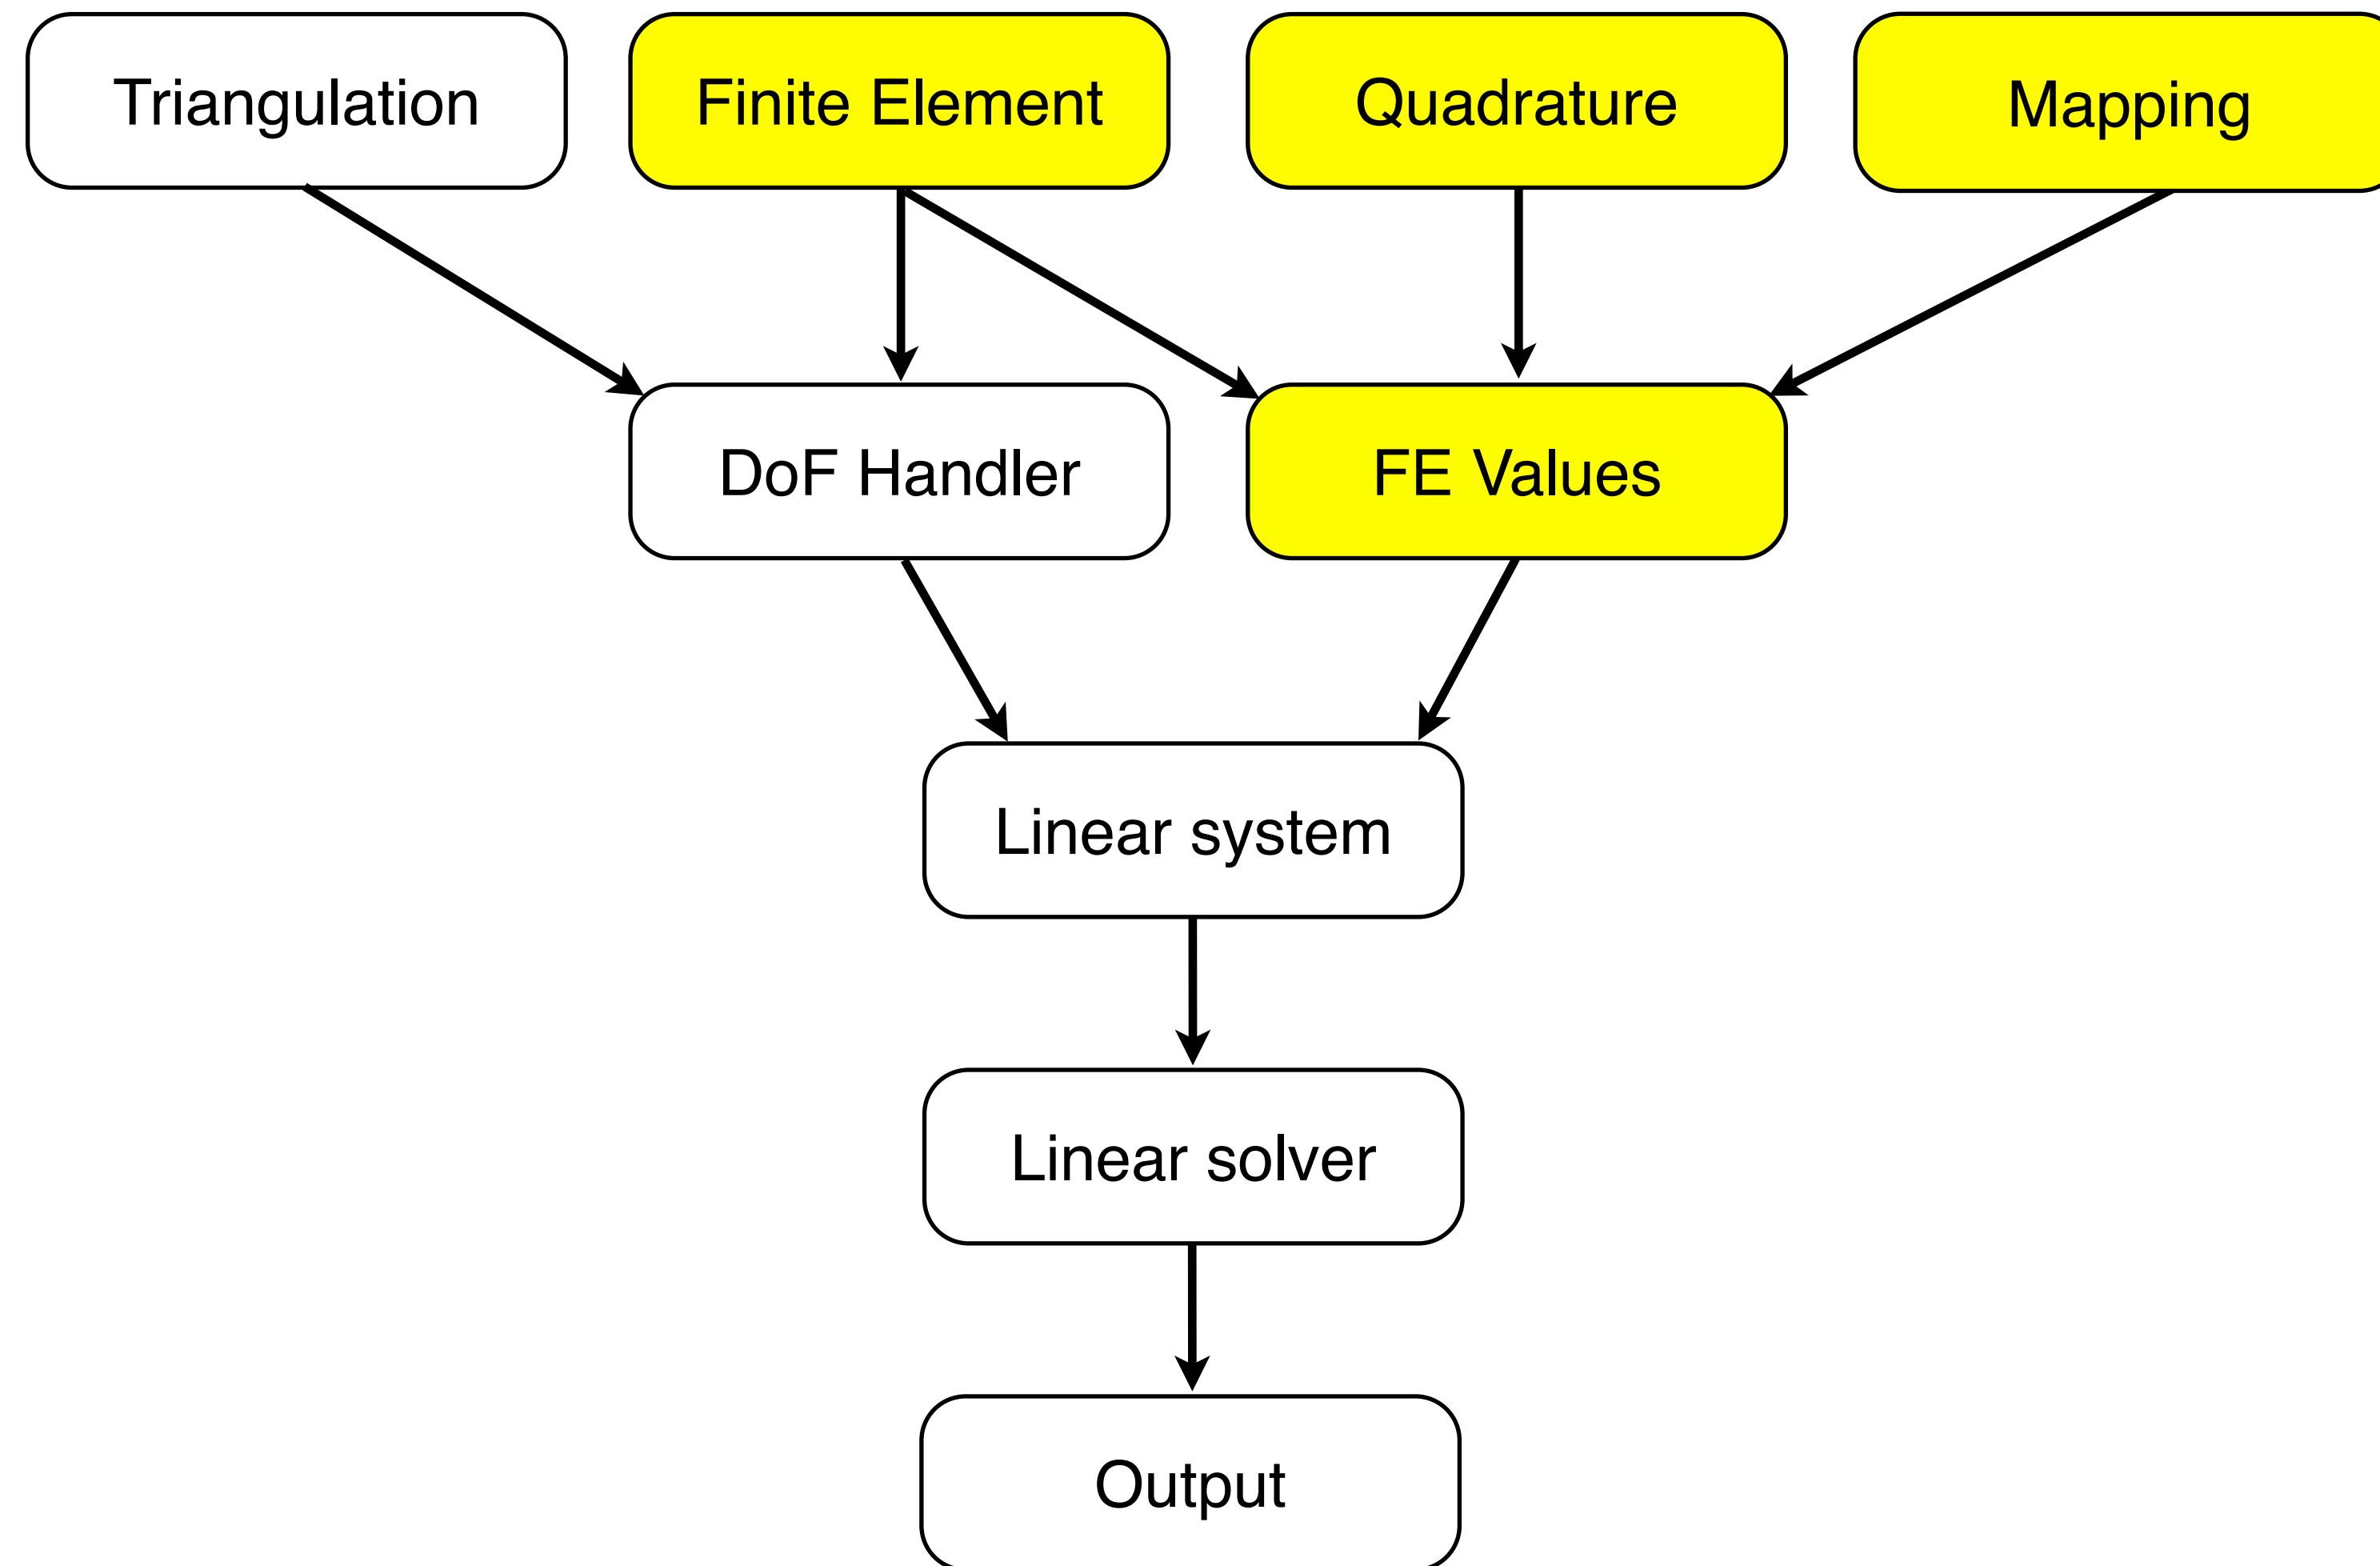 Triangulation
Finite Element
Quadrature
Mapping
DoF Handler
FE Values
Linear system
Linear solver
Output